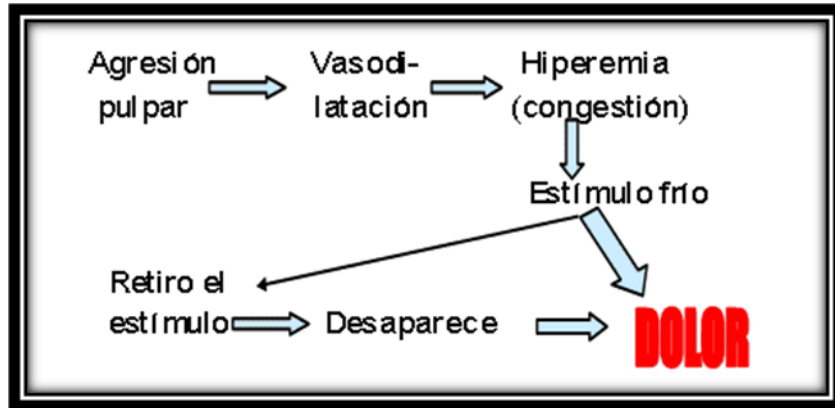 Agresión
pulpar
Vasodi-
latación
Hiperemia
(congestión)
Estímulo frío
Retiro el
estímulo
Desaparece
DOLOR